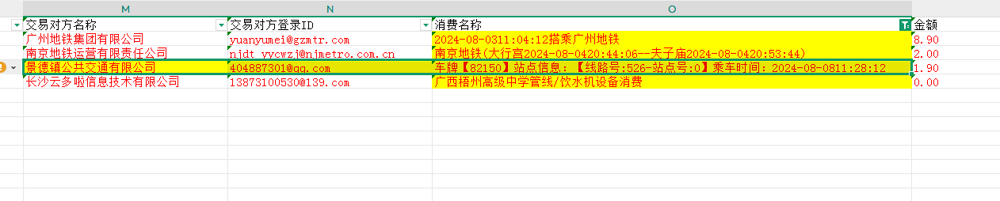 M N O
交易对方名称 交易对方登录ID 消费名称 金额
广州地铁集团有限公司 yuanyumei@gzmtr.com 2024-08-0311:04:12搭乘广州地铁 8.90
南京地铁运营有限责任公司 njdt_yycwzj@njmetro.com.cn 南京地铁(大行宫2024-08-0420:44:06--夫子庙2024-08-0420:53:44) 2.00
景德镇公共交通有限公司 404887301@qq.com 车牌【82150】站点信息：【线路号:526-站点号:0】乘车时间：2024-08-0811:28:12 1.90
长沙云多啦信息技术有限公司 13873100530@139.com 广西梧州高级中学管线/饮水机设备消费 0.00